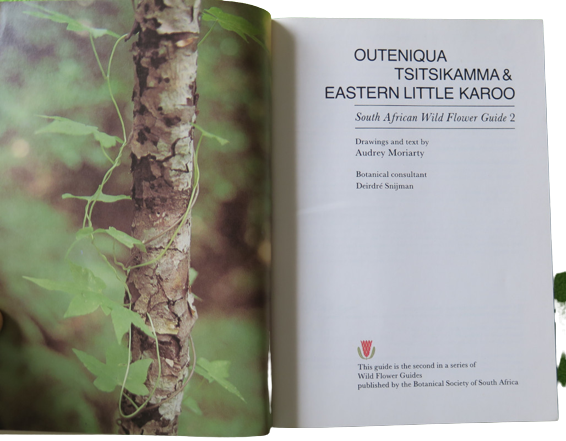 OUTENIQUA
TSITSIKAMMA &
EASTERN LITTLE KAROO
South African Wild Flower Guide 2
Drawings and text by
Audrey Moriarty
Botanical consultant
Deirdré Snijman
This guide is the second in a series of
Wild Flower Guides
published by the Botanical Society of South Africa